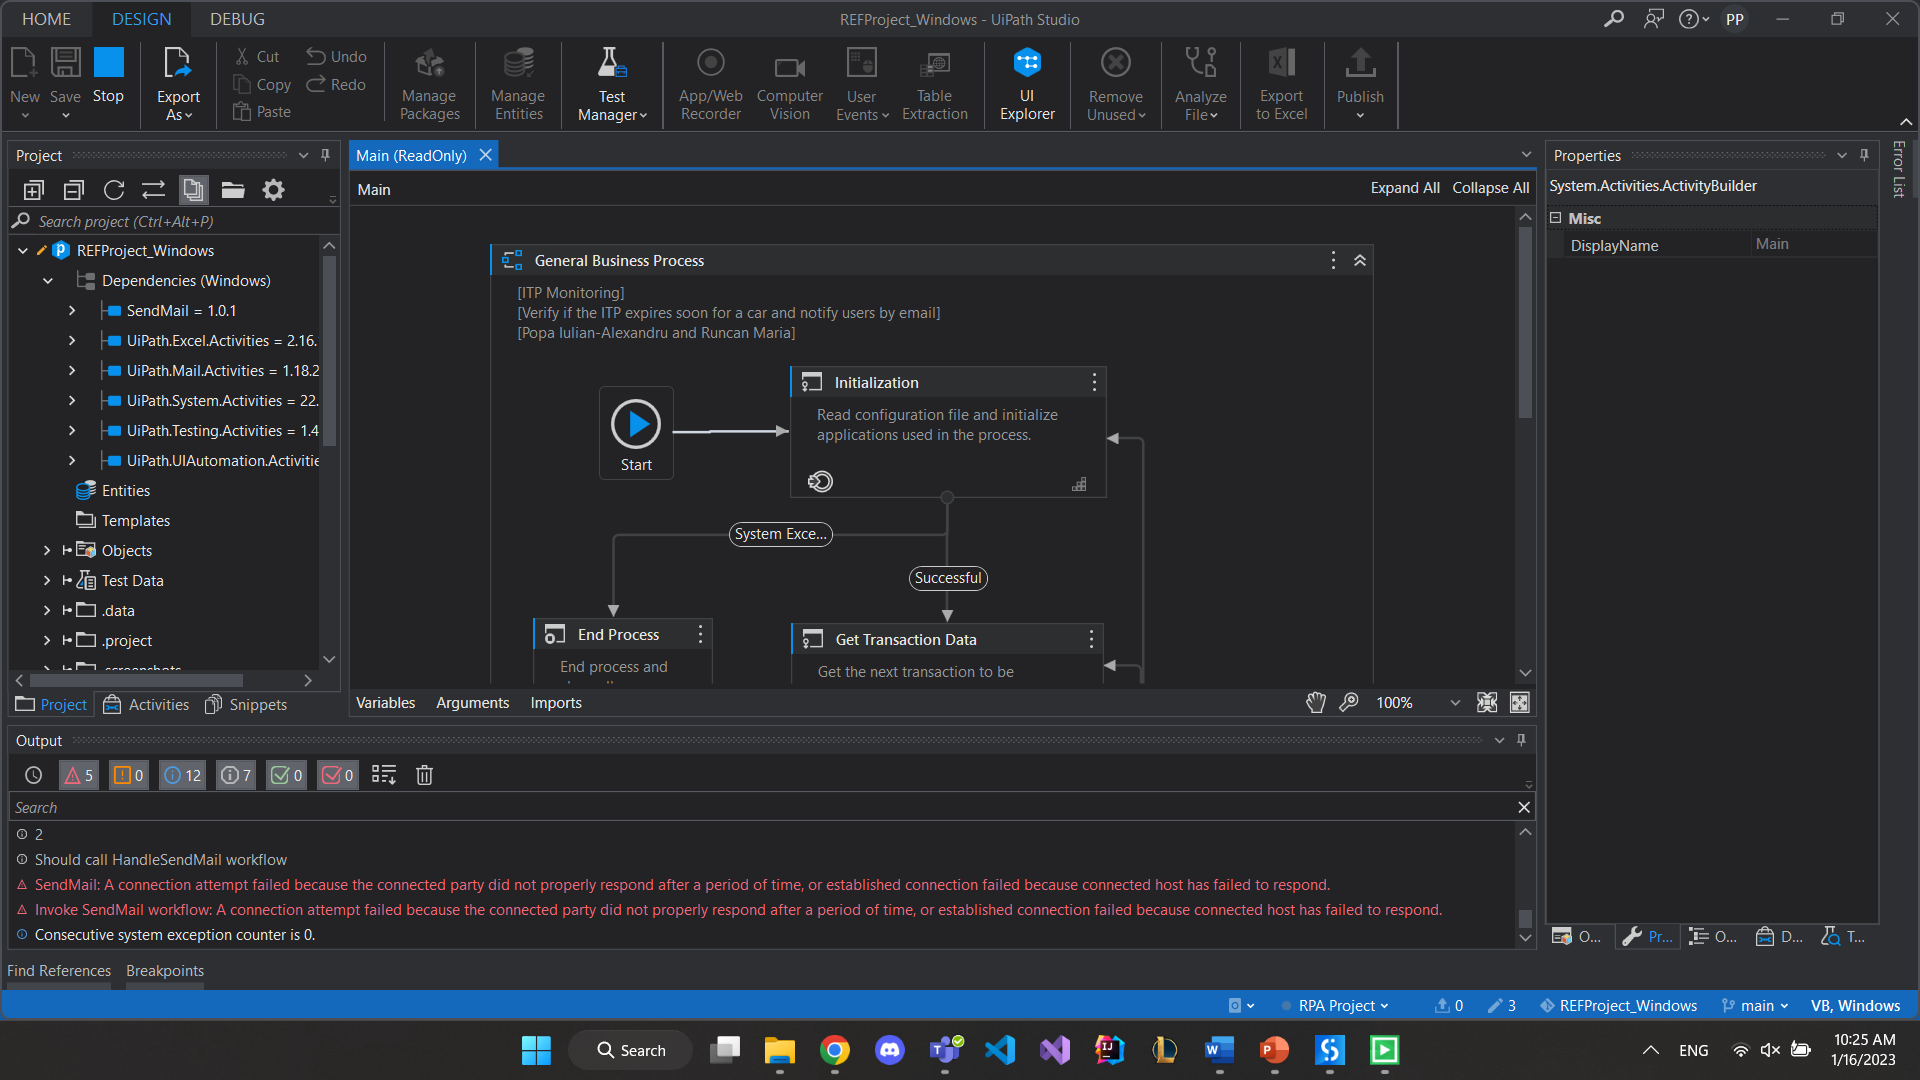 HOME DESIGN DEBUG
REFProject_Windows - UiPath Studio
PP
New
Save
Stop
Export
As
Cut
Copy
Paste
Undo
Redo
Manage
Packages
Manage
Entities
Test
Manager
App/Web
Recorder
Computer
Vision
User
Events
Table
Extraction
UI
Explorer
Remove
Unused
Analyze
File
Export
to Excel
Publish
Project
Search project (Ctrl+Alt+P)
REFProject_Windows
Dependencies (Windows)
SendMail = 1.0.1
UiPath.Excel.Activities = 2.16.
UiPath.Mail.Activities = 1.18.2
UiPath.System.Activities = 22.
UiPath.Testing.Activities = 1.4
UiPath.UIAutomation.Activitie
Entities
Templates
Objects
Test Data
.data
.project
.screenshots
Project Activities Snippets
Main (ReadOnly)
Main
Expand All Collapse All
General Business Process
[ITP Monitoring]
[Verify if the ITP expires soon for a car and notify users by email]
[Popa Iulian-Alexandru and Runcan Maria]
Start
Initialization
Read configuration file and initialize
applications used in the process.
System Exce...
Successful
End Process
End process and
Get Transaction Data
Get the next transaction to be
Variables Arguments Imports
100%
Properties
System.Activities.ActivityBuilder
Misc
DisplayName Main
Error List
Output
5 0 12 7 0 0
Search
2
Should call HandleSendMail workflow
SendMail: A connection attempt failed because the connected party did not properly respond after a period of time, or established connection failed because connected host has failed to respond.
Invoke SendMail workflow: A connection attempt failed because the connected party did not properly respond after a period of time, or established connection failed because connected host has failed to respond.
Consecutive system exception counter is 0.
O... Pr... O... D... T...
Find References Breakpoints
RPA Project 0 3 REFProject_Windows main VB, Windows
Search
ENG
10:25 AM
1/16/2023